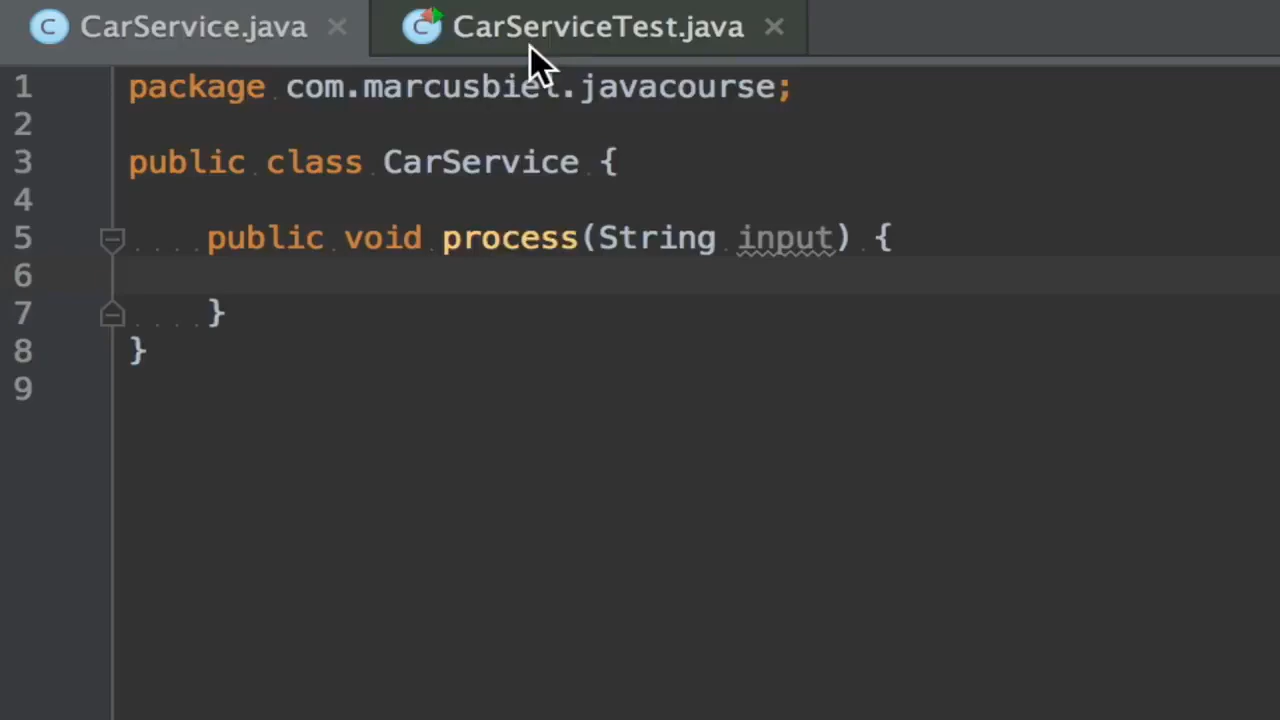 CarService.java CarServiceTest.java
1 package com.marcusbiel.javacourse;
2
3 public class CarService {
4
5 public void process(String input) {
6
7 }
8 }
9